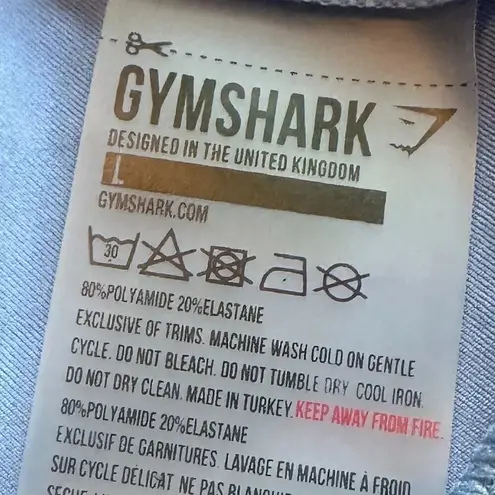 GYMSHARK
DESIGNED IN THE UNITED KINGDOM
L
GYMSHARK.COM
30
80%POLYAMIDE 20%ELASTANE
EXCLUSIVE OF TRIMS. MACHINE WASH COLD ON GENTLE
CYCLE. DO NOT BLEACH. DO NOT TUMBLE DRY COOL IRON.
DO NOT DRY CLEAN. MADE IN TURKEY. KEEP AWAY FROM FIRE.
80%POLYAMIDE 20%ELASTANE
EXCLUSIF DE GARNITURES. LAVAGE EN MACHINE À FROID
SUR CYCLE DÉLICAT NE PAS BLANCHIR